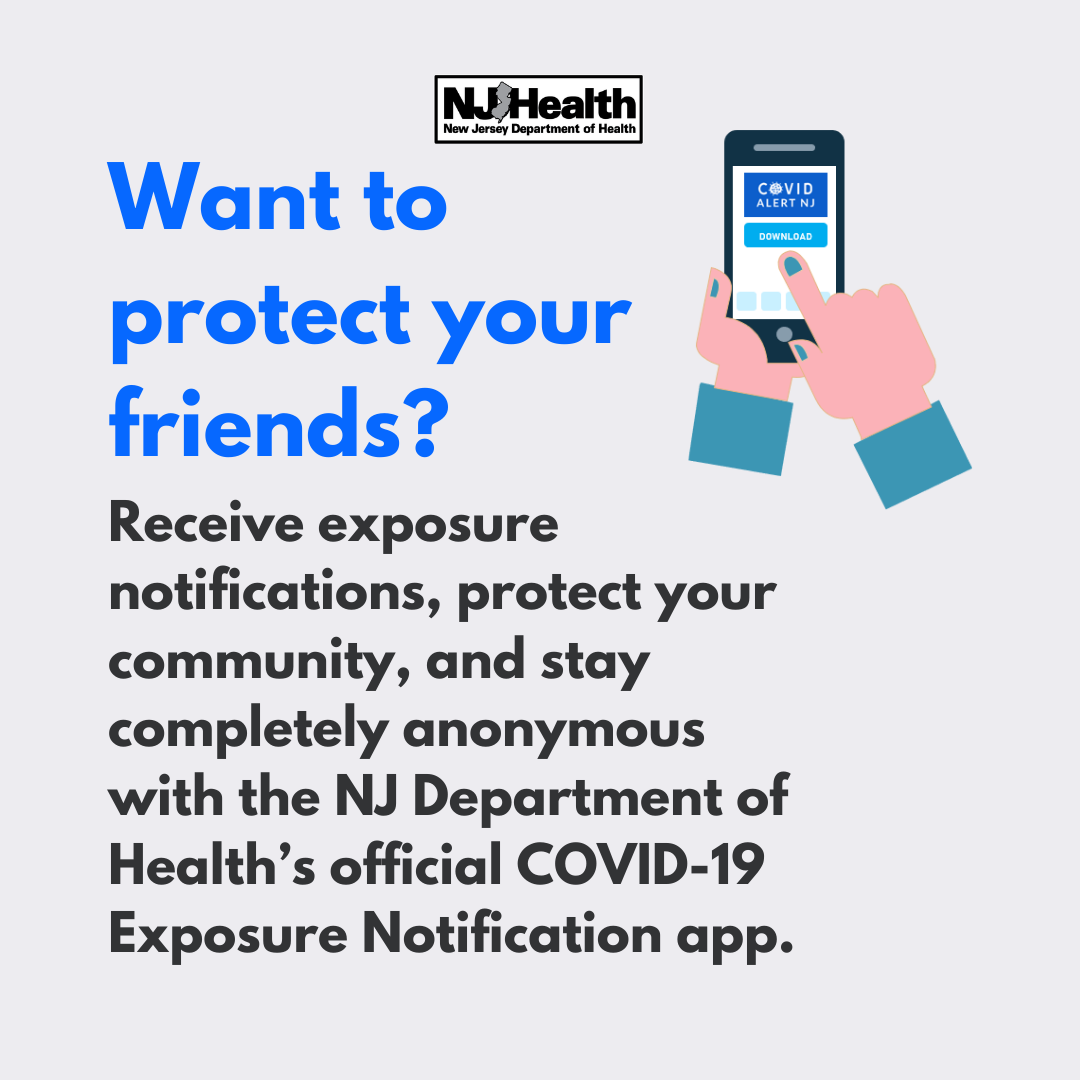 NJ Health
New Jersey Department of Health
Want to
protect your
friends?
COVID
ALERT NJ
DOWNLOAD
Receive exposure
notifications, protect your
community, and stay
completely anonymous
with the NJ Department of
Health’s official COVID-19
Exposure Notification app.